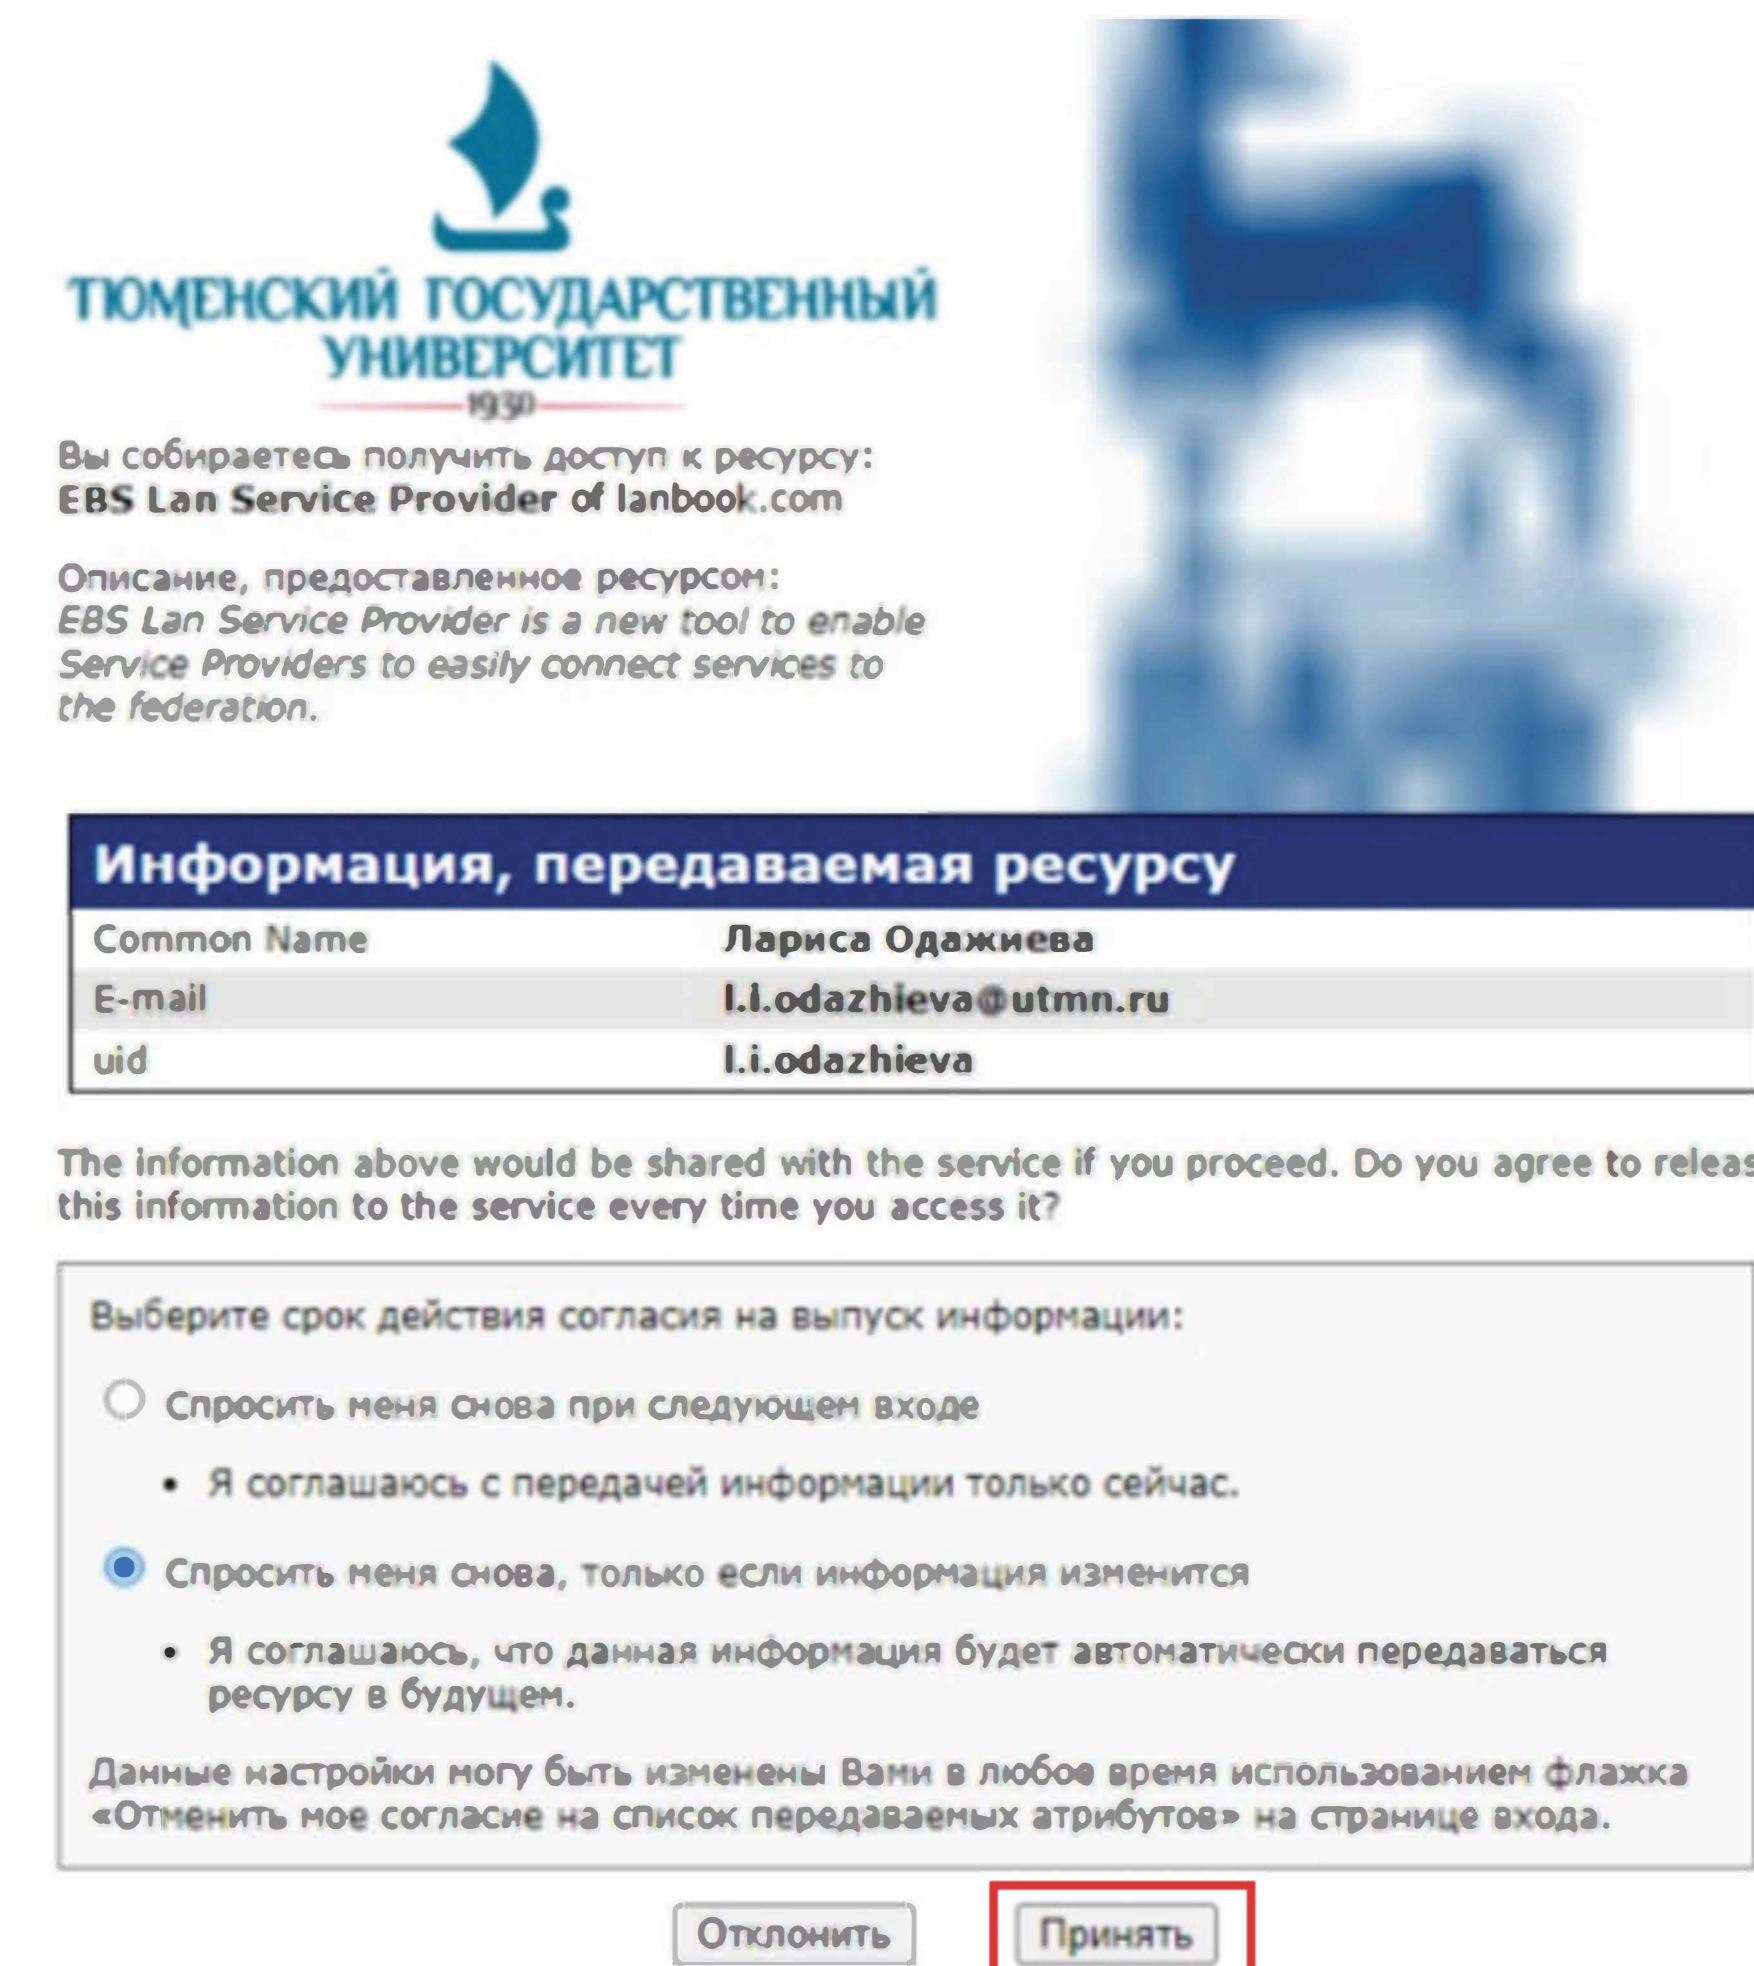 ТЮМЕНСКИЙ ГОСУДАРСТВЕННЫЙ
УНИВЕРСИТЕТ
1930
Вы собираетесь получить доступ к ресурсу:
EBS Lan Service Provider of lanbook.com
Описание, предоставленное ресурсом:
EBS Lan Service Provider is a new tool to enable
Service Providers to easily connect services to
the federation.
Информация, передаваемая ресурсу
Common Name Лариса Одажиева
E-mail l.i.odazhieva@utmn.ru
uid l.i.odazhieva
The information above would be shared with the service if you proceed. Do you agree to releas
this information to the service every time you access it?
Выберите срок действия согласия на выпуск информации:
Спросить меня снова при следующем входе
• Я соглашаюсь с передачей информации только сейчас.
Спросить меня снова, только если информация изменится
• Я соглашаюсь, что данная информация будет автоматически передаваться
ресурсу в будущем.
Данные настройки могу быть изменены Вами в любое время использованием флажка
«Отменить мое согласие на список передаваемых атрибутов» на странице входа.
Отклонить Принять